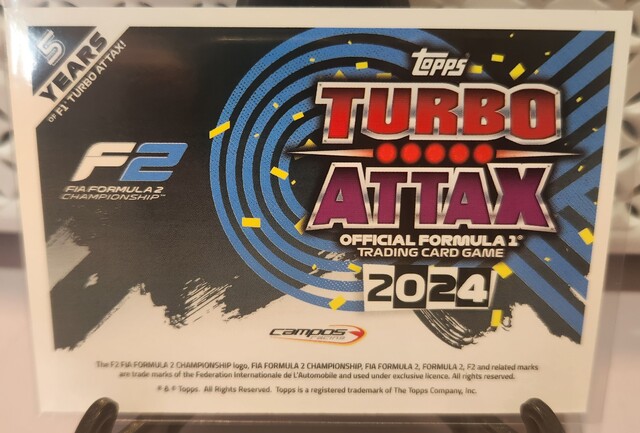 5
YEARS
OF F1® TURBO ATTAX!
Topps
TURBO
ATTAX
OFFICIAL FORMULA 1®
TRADING CARD GAME
2024
F2
FIA FORMULA 2
CHAMPIONSHIP™
campos
racing
The F2 FIA FORMULA 2 CHAMPIONSHIP logo, FIA FORMULA 2 CHAMPIONSHIP, FIA FORMULA 2, FORMULA 2, F2 and related marks
are trade marks of the Federation Internationale de L'Automobile and used under exclusive licence. All rights reserved.
Topps. All Rights Reserved. Topps is a registered trademark of The Topps Company, Inc.